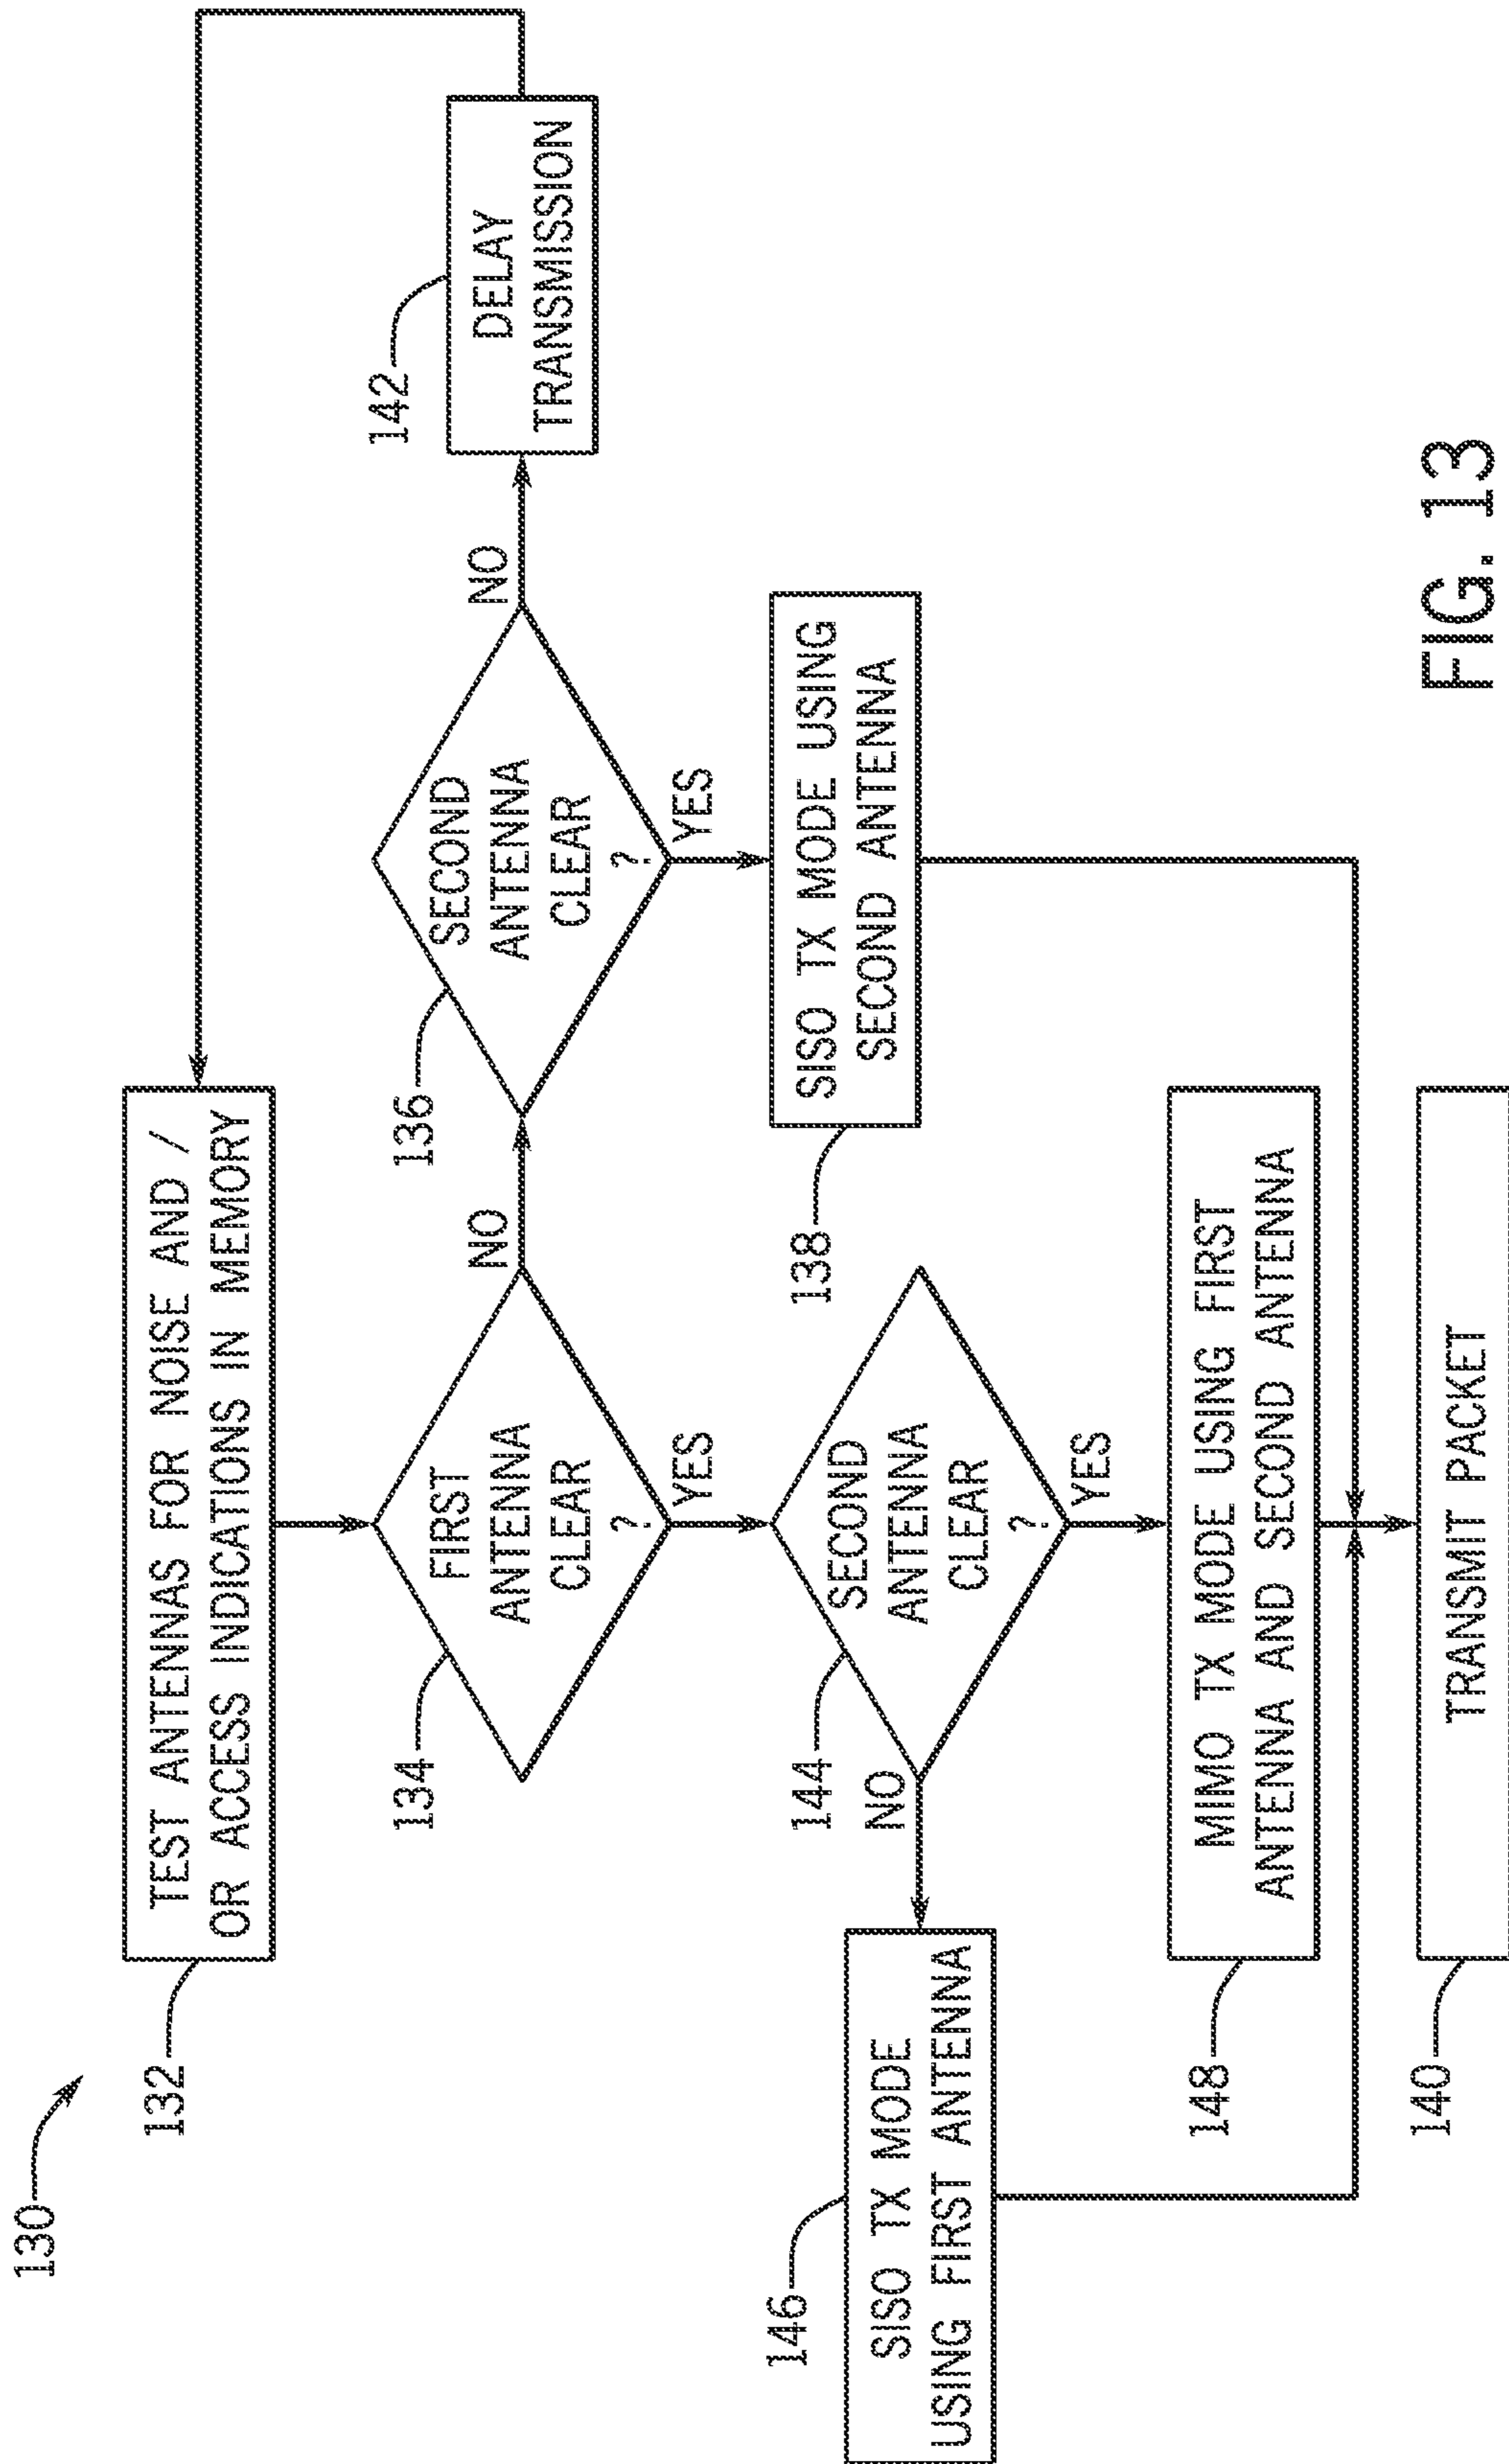 130
132
TEST ANTENNAS FOR NOISE AND /
OR ACCESS INDICATIONS IN MEMORY
134
FIRST
ANTENNA
CLEAR
?
NO
YES
136
SECOND
ANTENNA
CLEAR
?
NO
YES
142
DELAY
TRANSMISSION
144
SECOND
ANTENNA
CLEAR
?
NO
YES
138
SISO TX MODE USING
SECOND ANTENNA
146
SISO TX MODE
USING FIRST ANTENNA
148
MIMO TX MODE USING FIRST
ANTENNA AND SECOND ANTENNA
140
TRANSMIT PACKET
FIG. 13